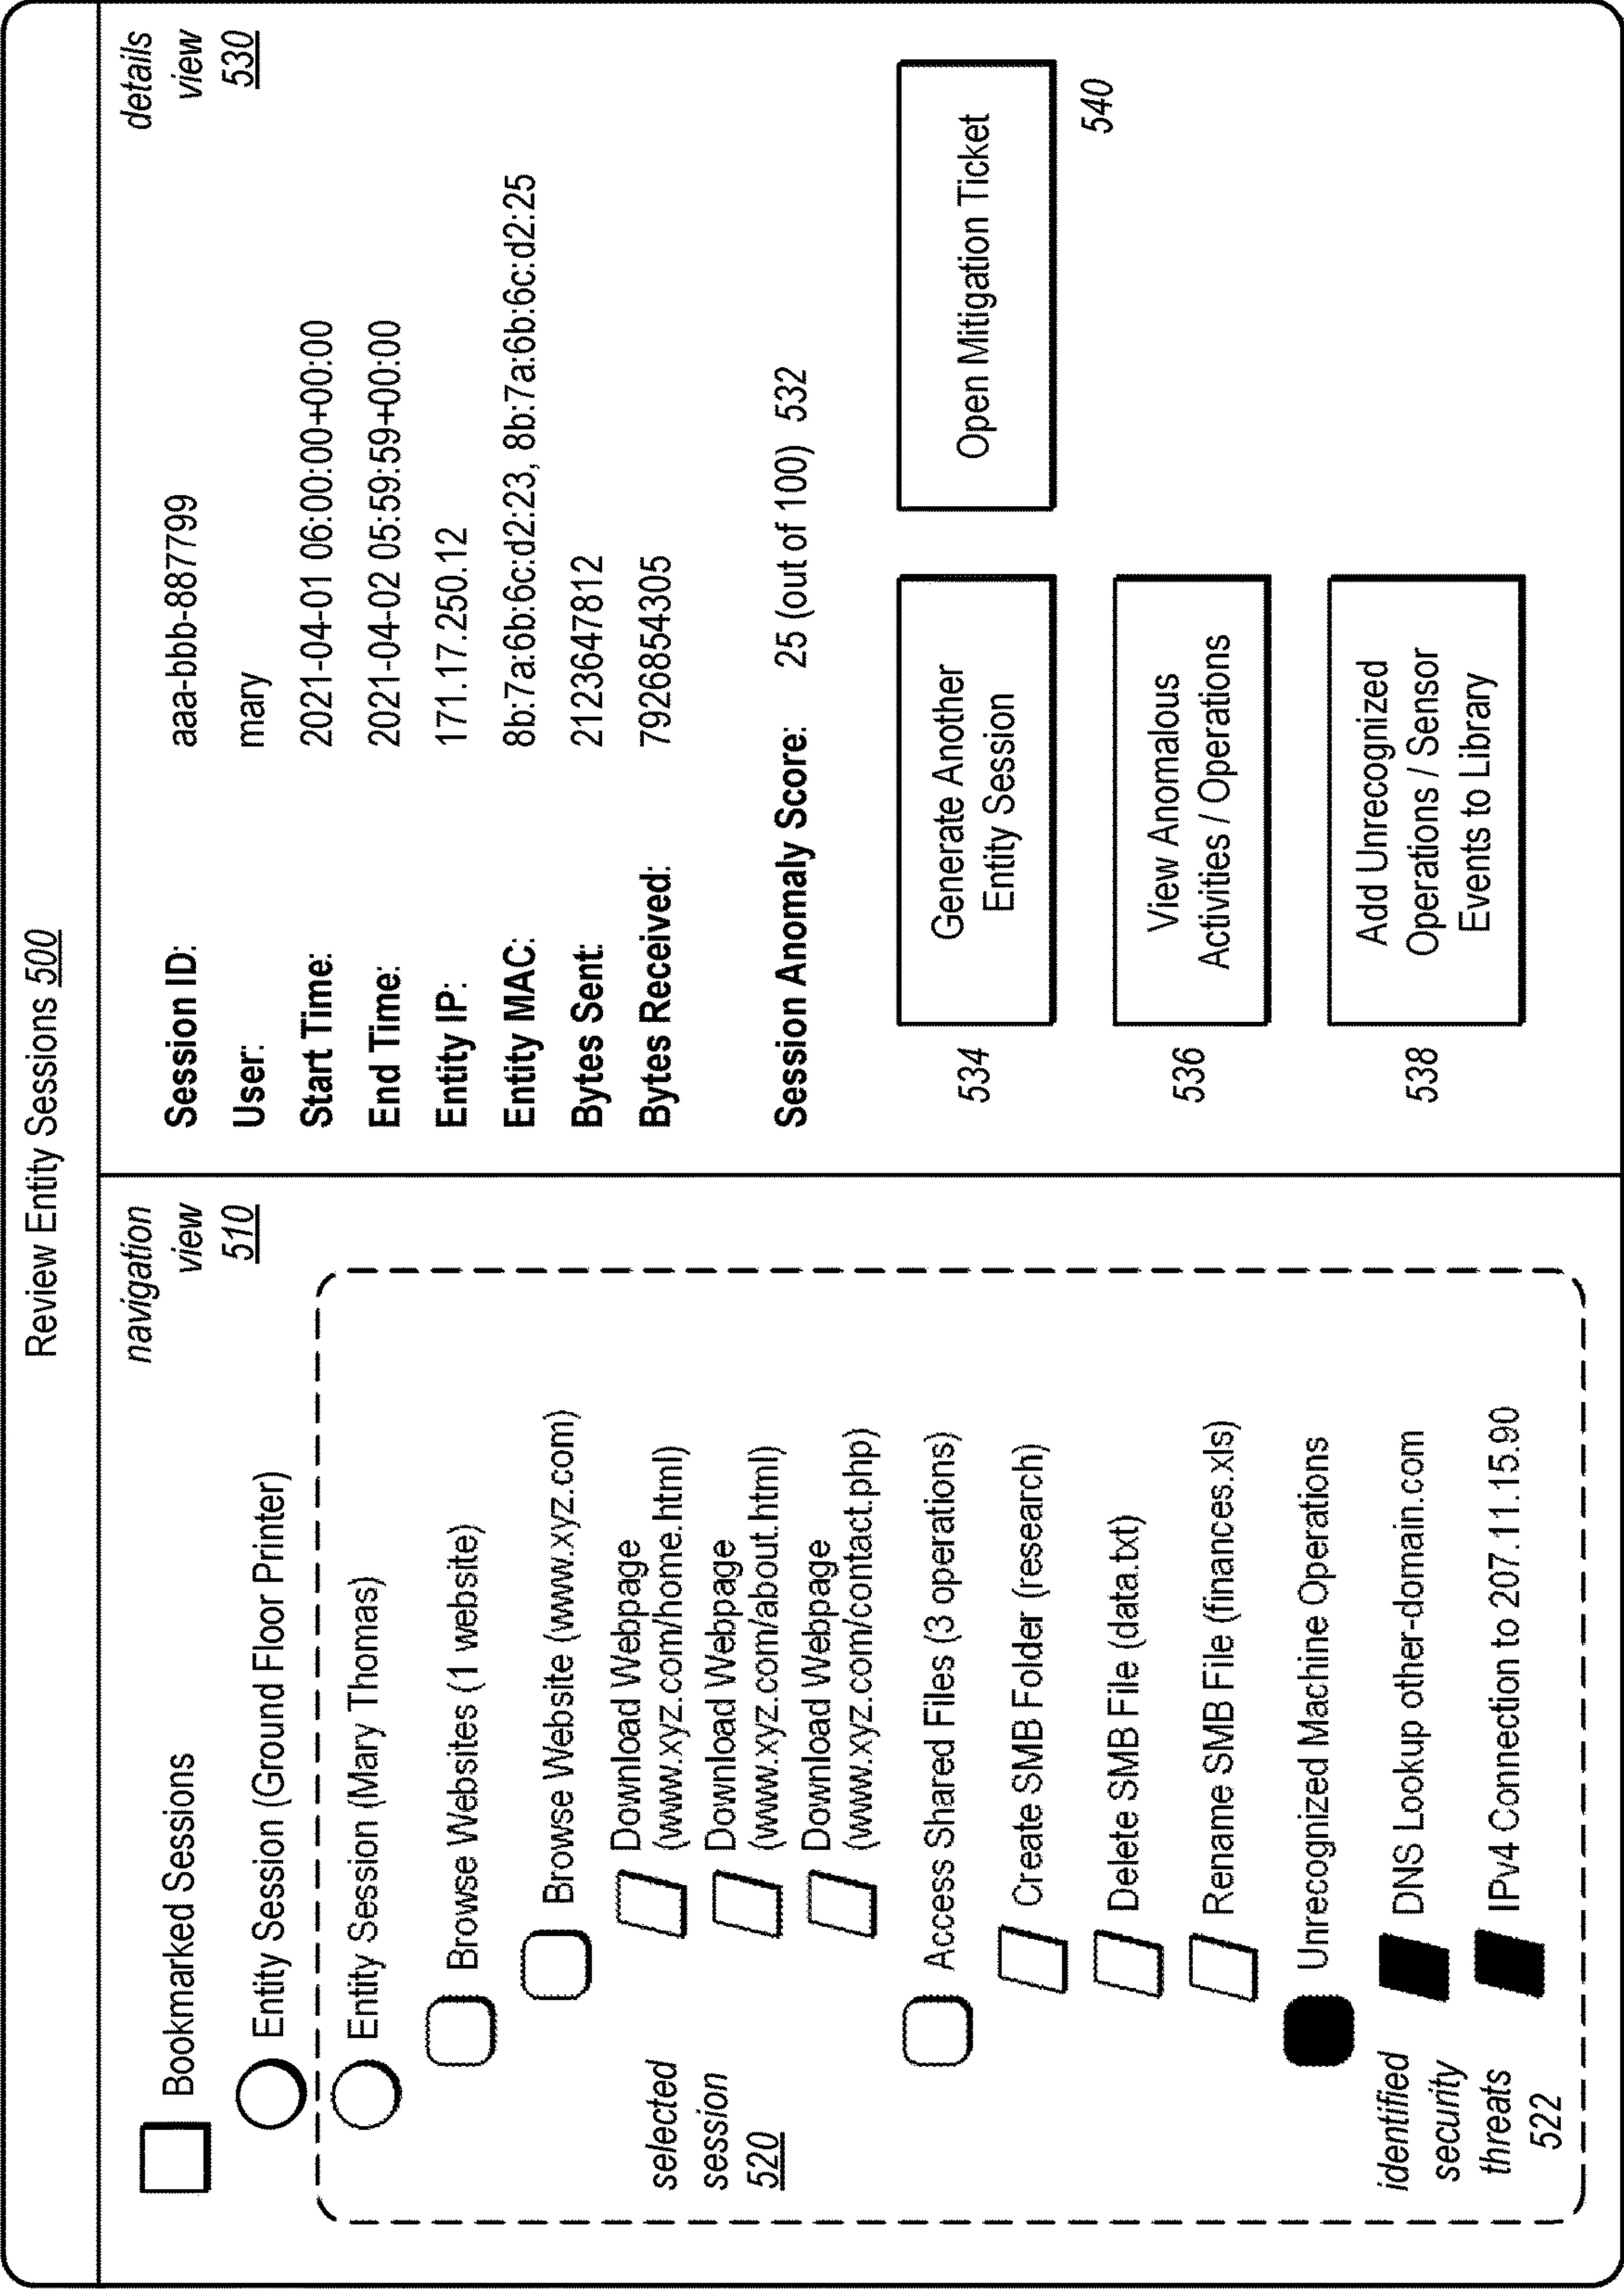 Review Entity Sessions 500
navigation
view
510
Bookmarked Sessions
Entity Session (Ground Floor Printer)
Entity Session (Mary Thomas)
Browse Websites (1 website)
Browse Website (www.xyz.com)
Download Webpage
(www.xyz.com/home.html)
Download Webpage
(www.xyz.com/about.html)
Download Webpage
(www.xyz.com/contact.php)
selected
session
520
Access Shared Files (3 operations)
Create SMB Folder (research)
Delete SMB File (data.txt)
Rename SMB File (finances.xls)
Unrecognized Machine Operations
DNS Lookup other-domain.com
IPv4 Connection to 207.11.15.90
identified
security
threats
522
details
view
530
Session ID: aaa-bbb-887799
User: mary
Start Time: 2021-04-01 06:00:00+00:00
End Time: 2021-04-02 05:59:59+00:00
Entity IP: 171.17.250.12
Entity MAC: 8b:7a:6b:6c:d2:23, 8b:7a:6b:6c:d2:25
Bytes Sent: 2123647812
Bytes Received: 7926854305
Session Anomaly Score: 25 (out of 100) 532
534
Generate Another
Entity Session
Open Mitigation Ticket
540
536
View Anomalous
Activities / Operations
538
Add Unrecognized
Operations / Sensor
Events to Library